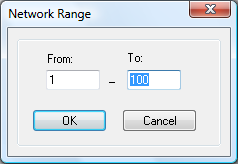 Network Range
From: To:
1 – 100
OK Cancel